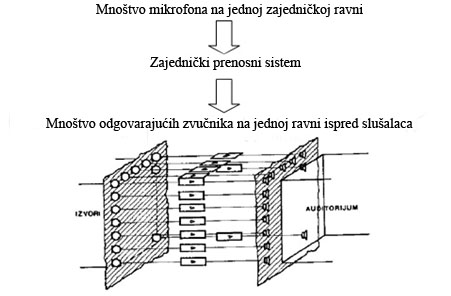 Mnoštvo mikrofona na jednoj zajedničkoj ravni
Zajednički prenosni sistem
Mnoštvo odgovarajućih zvučnika na jednoj ravni ispred slušalaca
IZVORI
AUDITORIJUM